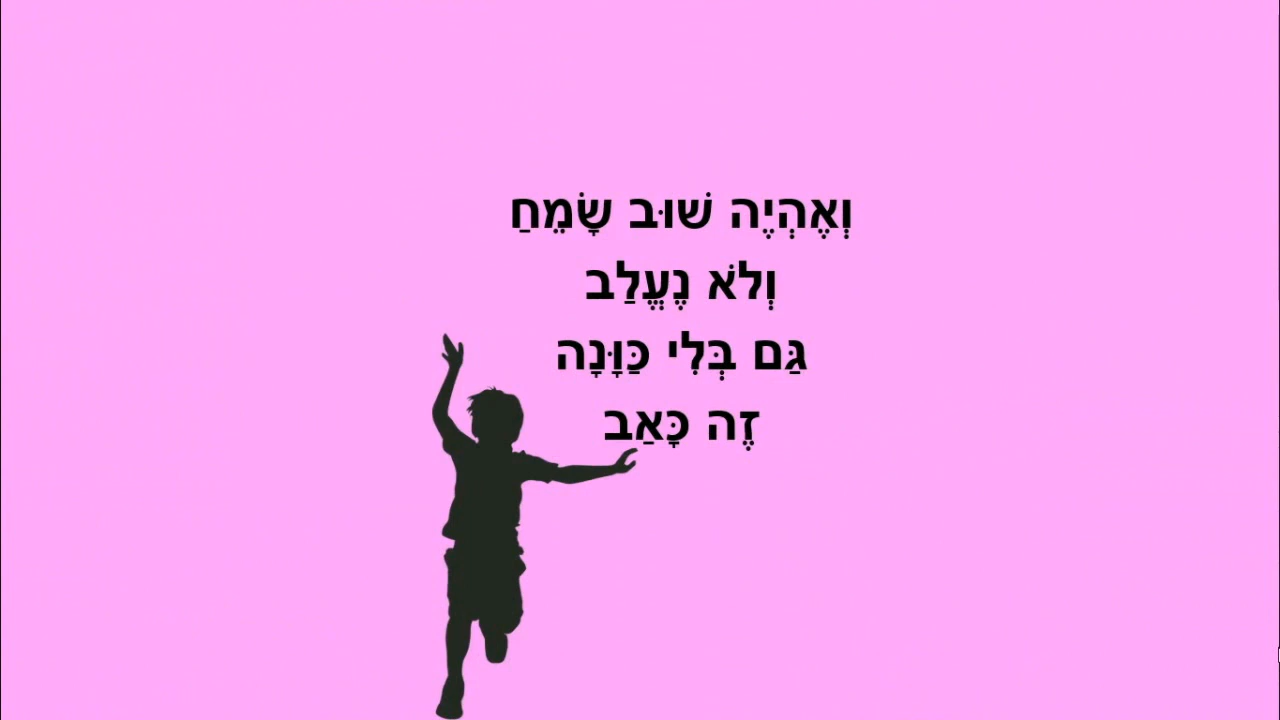 וְאֶהְיֶה שׁוּב שָׂמֵחַ
וְלֹא נֶעֱלַב
גַּם בְּלִי כַּוָּנָה
זֶה כָּאַב